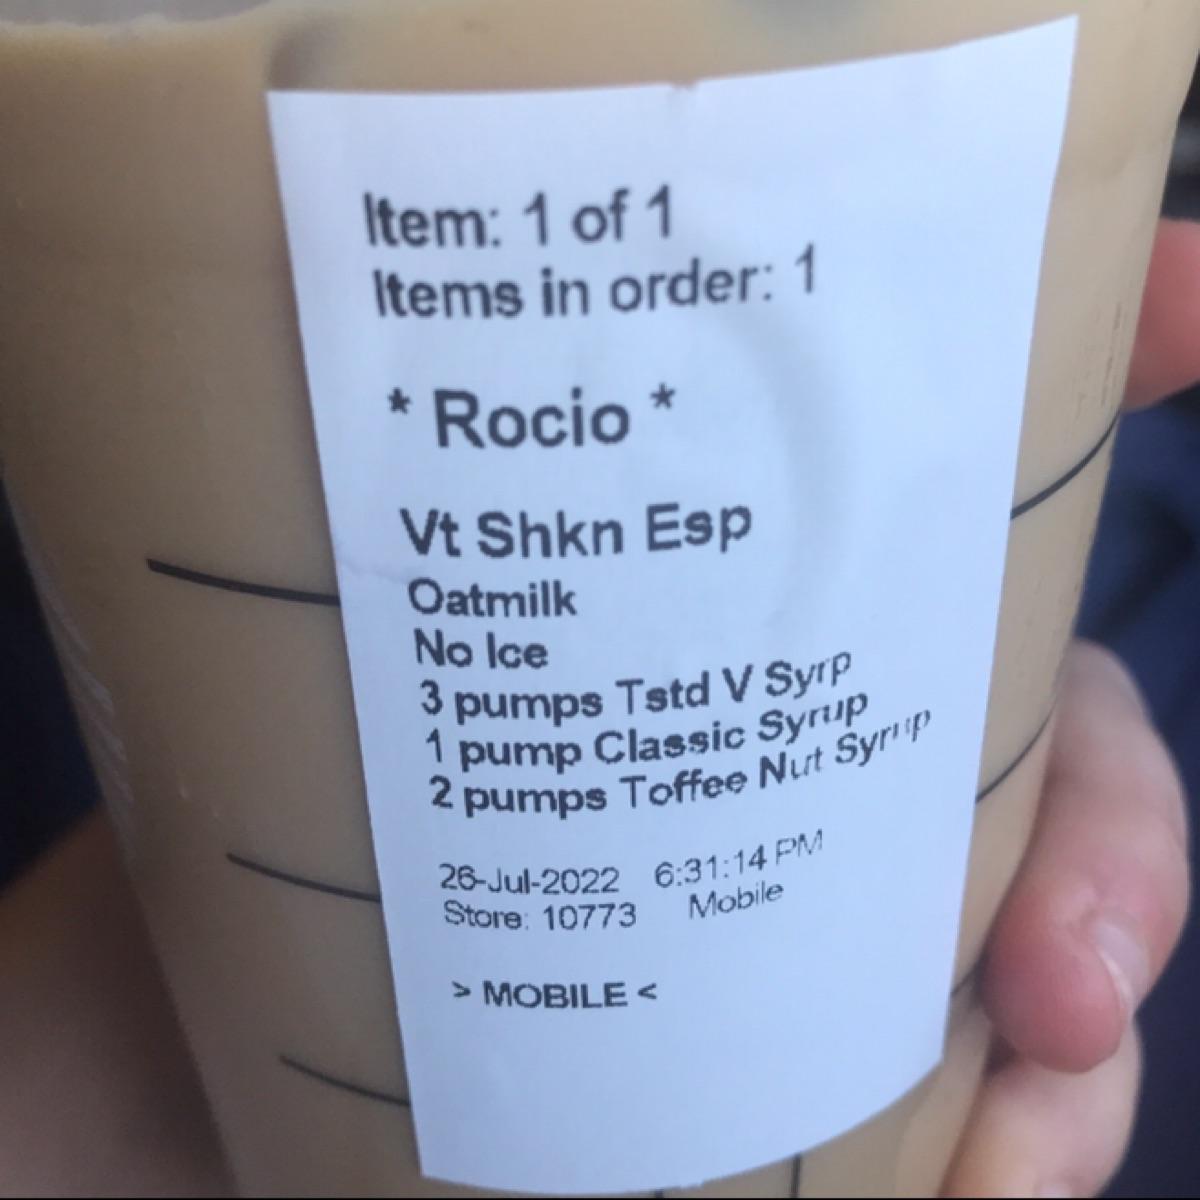 Item: 1 of 1
Items in order: 1
* Rocio *
Vt Shkn Esp
Oatmilk
No Ice
3 pumps Tstd V Syrp
1 pump Classic Syrup
2 pumps Toffee Nut Syrup
26-Jul-2022 6:31:14 PM
Store: 10773 Mobile
> MOBILE <